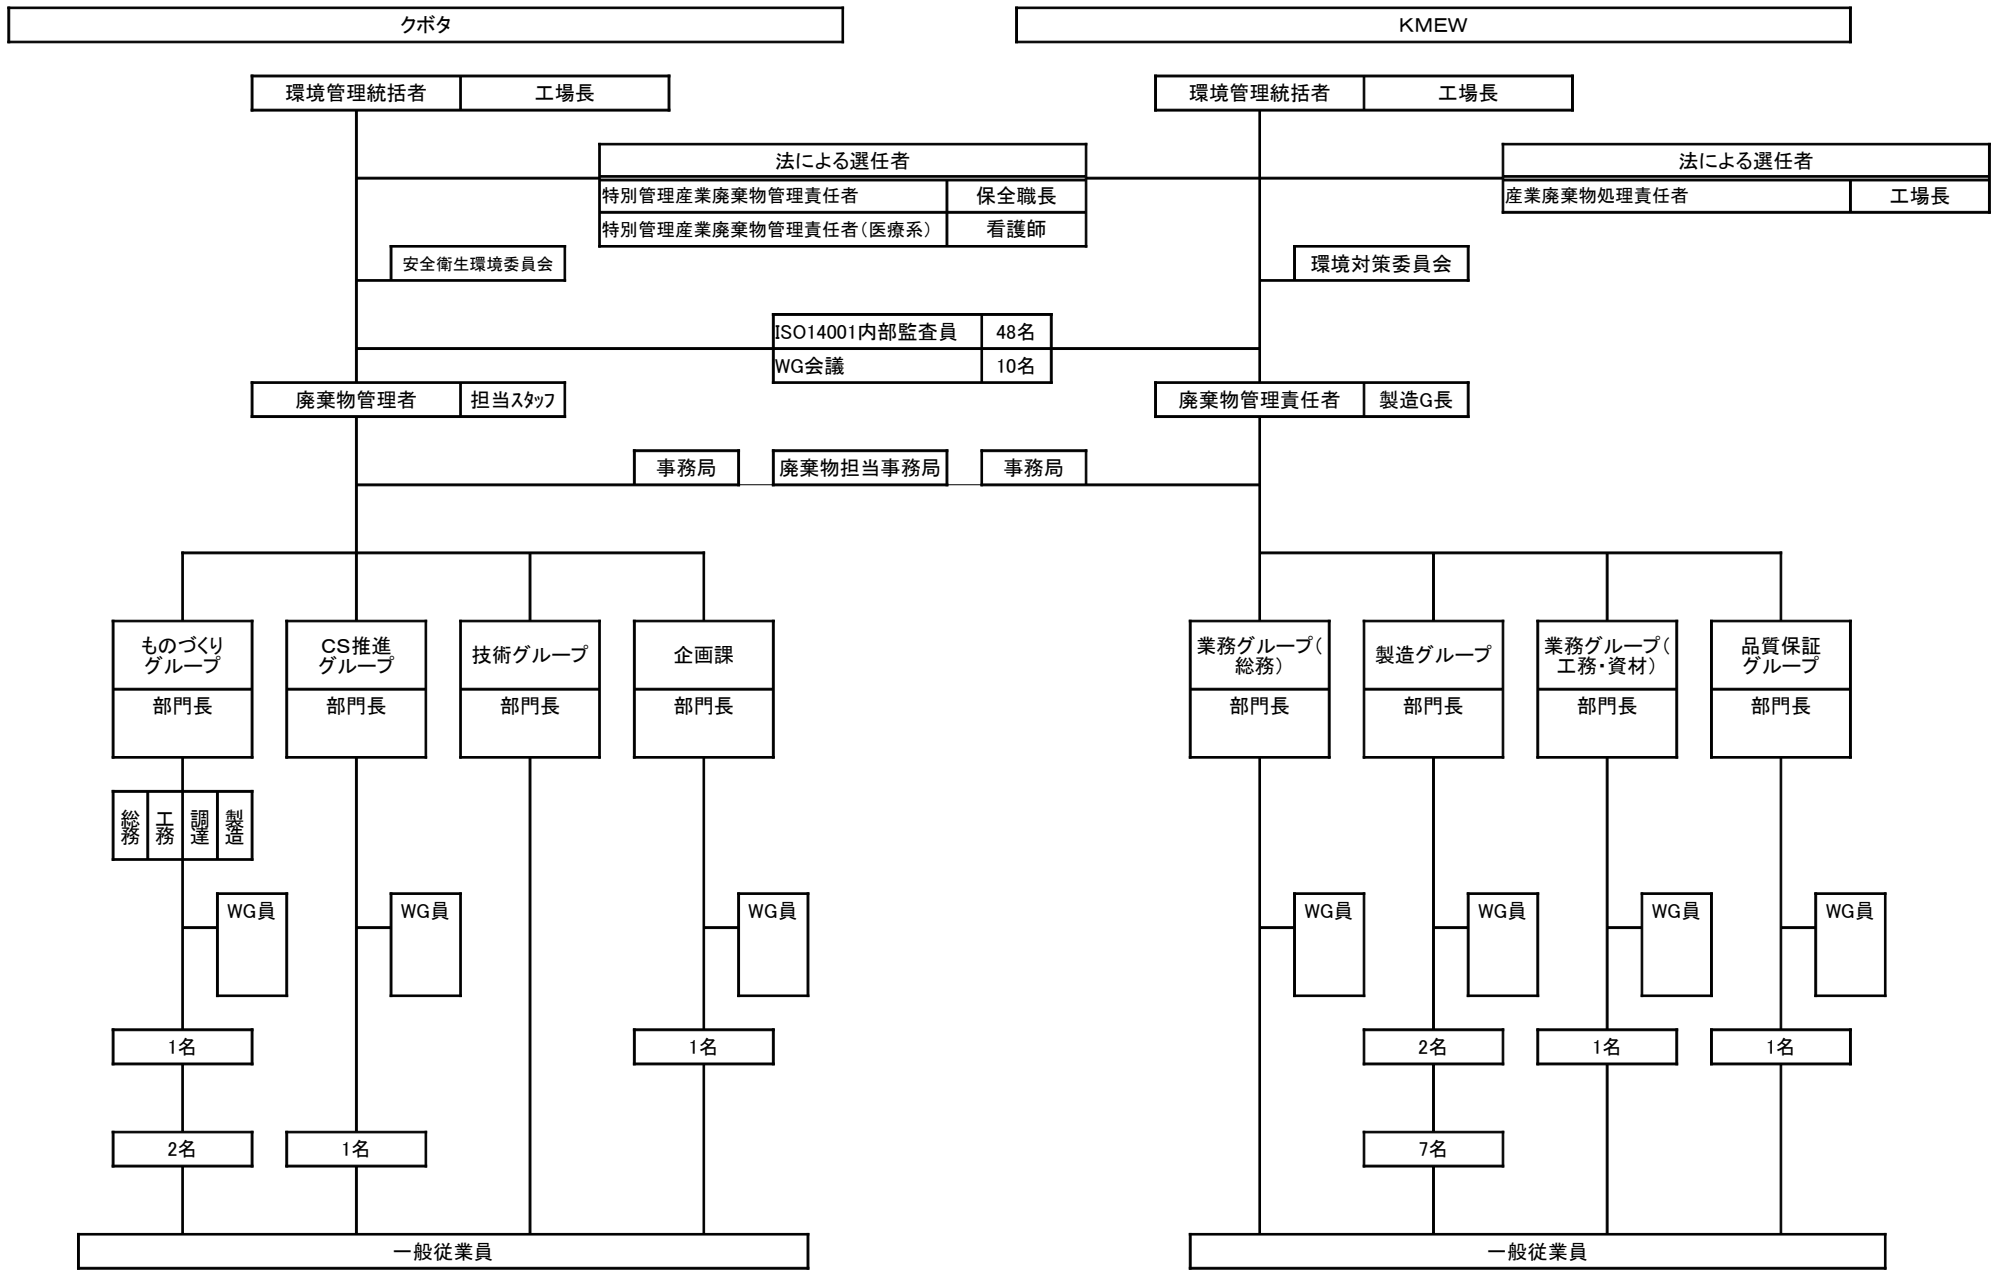 クボタ
KMEW
環境管理統括者
工場長
環境管理統括者
工場長
法による選任者
特別管理産業廃棄物管理責任者
保全職長
特別管理産業廃棄物管理責任者(医療系)
看護師
法による選任者
産業廃棄物処理責任者
工場長
安全衛生環境委員会
環境対策委員会
ISO14001内部監査員
48名
WG会議
10名
廃棄物管理者
担当スタッフ
廃棄物管理責任者
製造G長
事務局
廃棄物担当事務局
事務局
ものづくり
グループ
部門長
CS推進
グループ
部門長
技術グループ
部門長
企画課
部門長
業務グループ(
総務)
部門長
製造グループ
部門長
業務グループ(
工務・資材)
部門長
品質保証
グループ
部門長
総務
工務
調達
製造
WG員
WG員
WG員
WG員
WG員
WG員
WG員
1名
1名
2名
1名
1名
2名
1名
7名
一般従業員
一般従業員